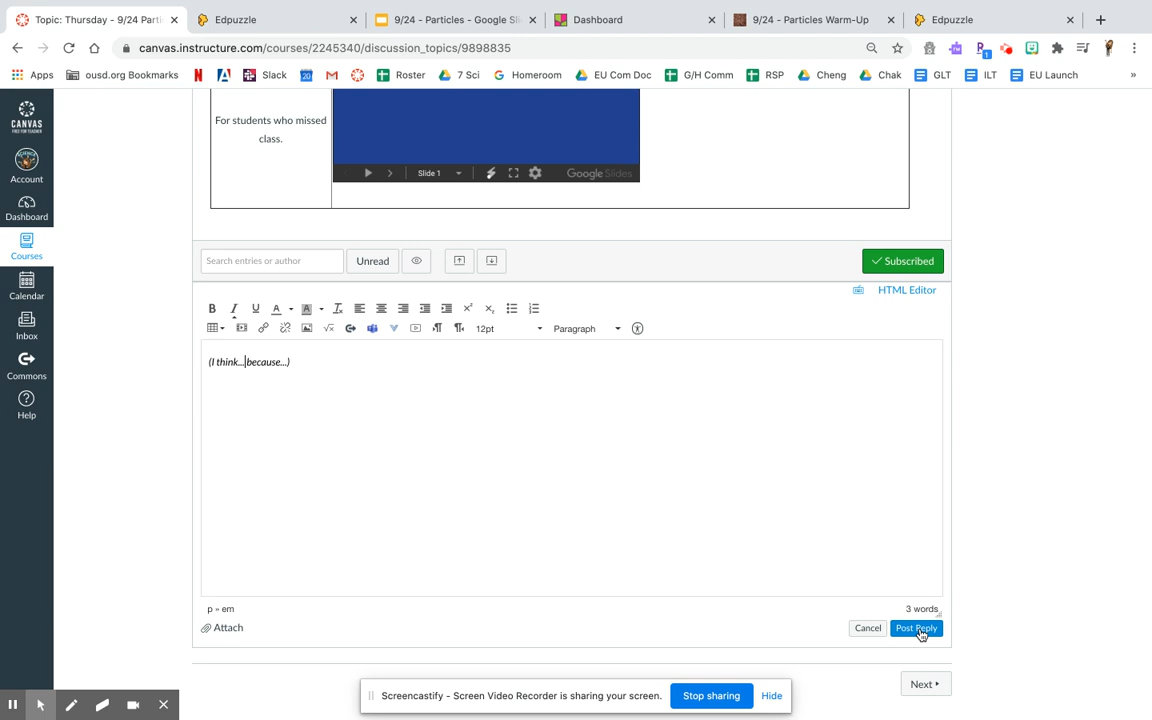 Topic: Thursday - 9/24 Parti
Edpuzzle
9/24 - Particles - Google Sli
Dashboard
9/24 - Particles Warm-Up
Edpuzzle
canvas.instructure.com/courses/2245340/discussion_topics/9898835
Apps
ousd.org Bookmarks
Slack
Roster
7 Sci
Homeroom
EU Com Doc
G/H Comm
RSP
Cheng
Chak
GLT
ILT
EU Launch
»
CANVAS
FREE FOR TEACHER
Account
Dashboard
Courses
Calendar
Inbox
Commons
Help
For students who missed
class.
Slide 1
Google Slides
Search entries or author
Unread
Subscribed
HTML Editor
12pt
Paragraph
(I think...because...)
p » em
3 words
Attach
Cancel
Post Reply
Next
Screencastify - Screen Video Recorder is sharing your screen.
Stop sharing
Hide